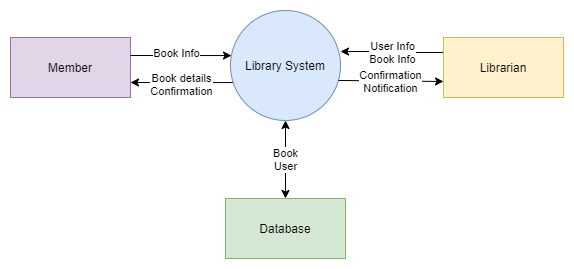 Member
Book Info
Book details
Confirmation
Library System
User Info
Book Info
Confirmation
Notification
Librarian
Book
User
Database